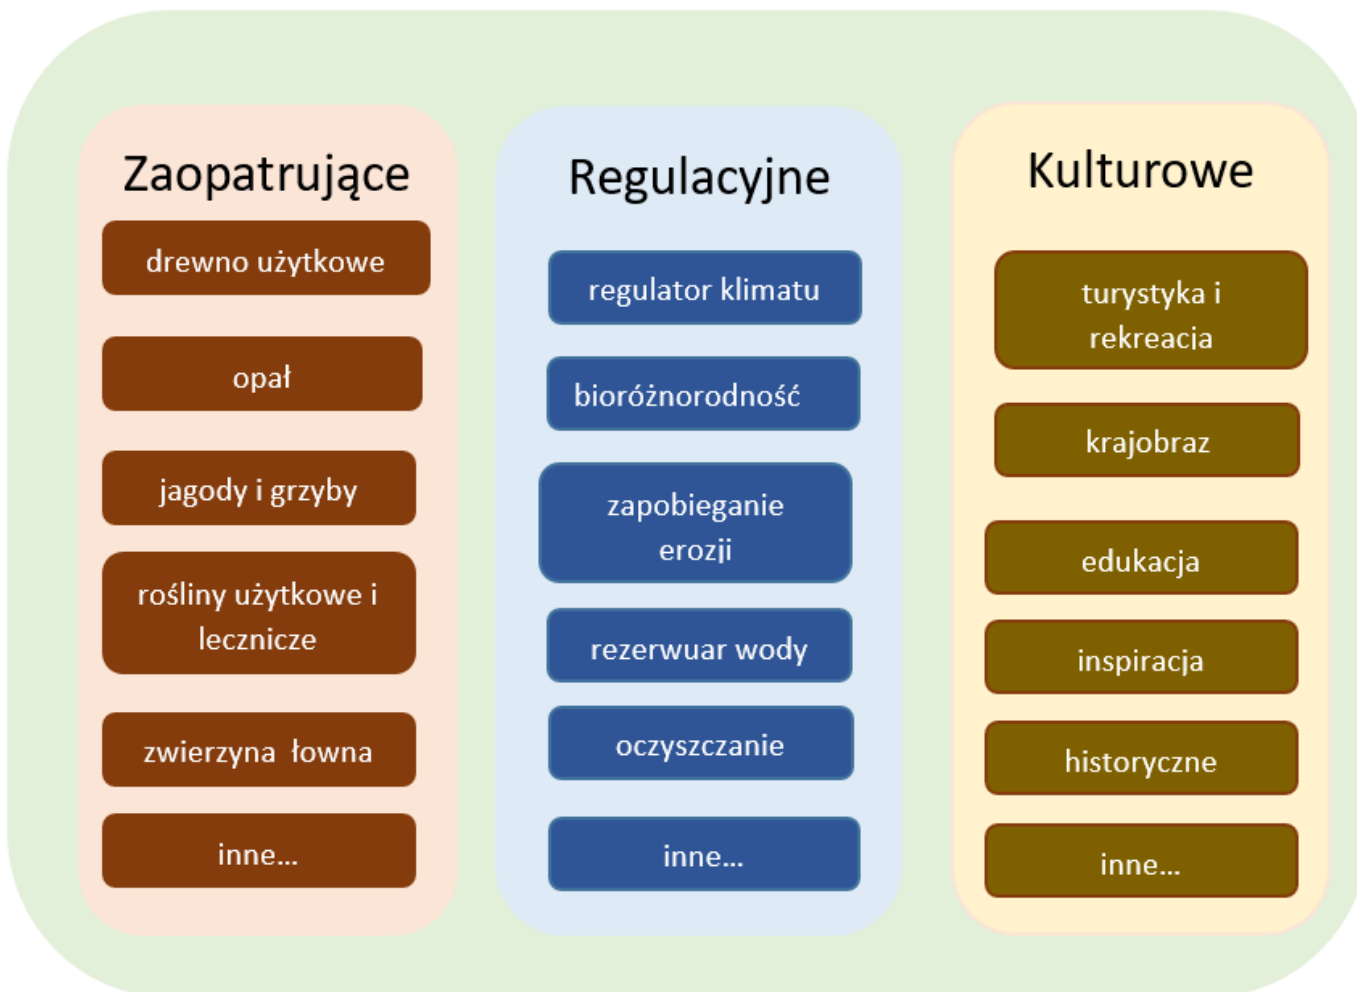 Zaopatrujące
drewno użytkowe
opał
jagody i grzyby
rośliny użytkowe i
lecznicze
zwierzyna łowna
inne...
Regulacyjne
regulator klimatu
bioróżnorodność
zapobieganie
erozji
rezerwuar wody
oczyszczanie
inne...
Kulturowe
turystyka i
rekreacja
krajobraz
edukacja
inspiracja
historyczne
inne...